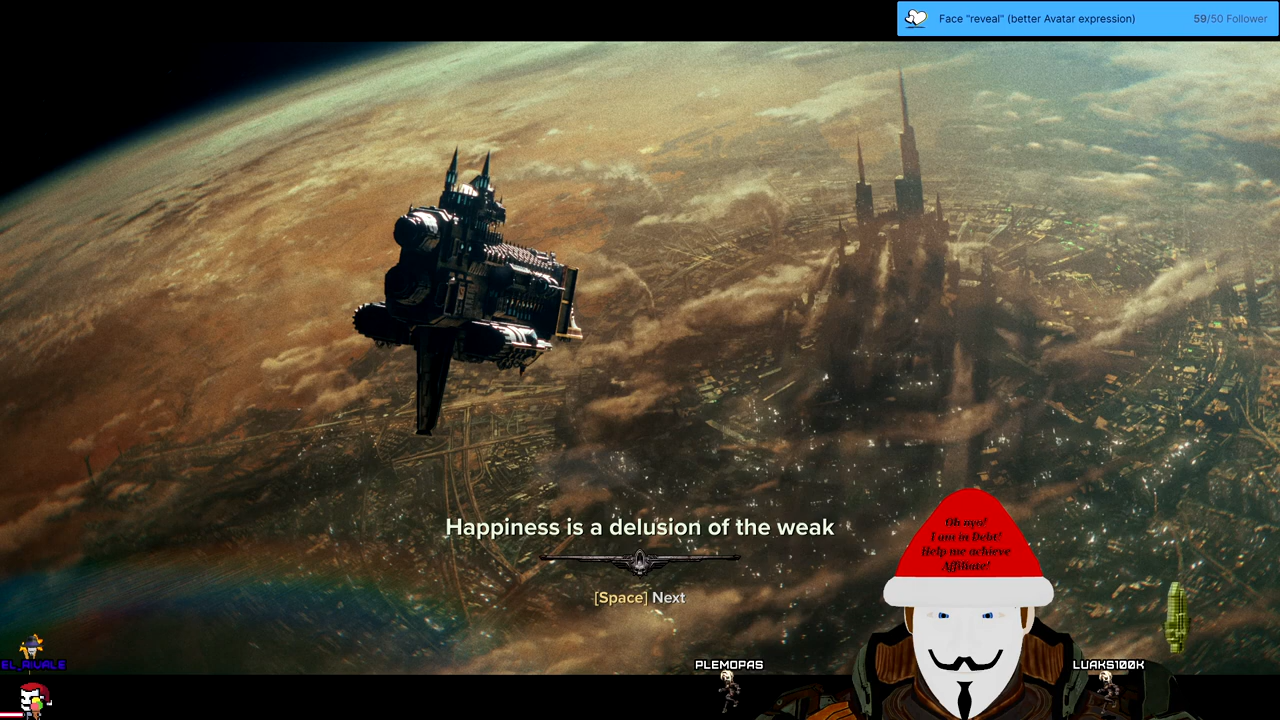 Face "reveal" (better Avatar expression) 59/50 Follower
Happiness is a delusion of the weak
[Space] Next
Oh nyo!
I am in Debt!
Help me achieve
Affiliate!
EL_RIVALE
PLEMOPAS
LUAKS100K